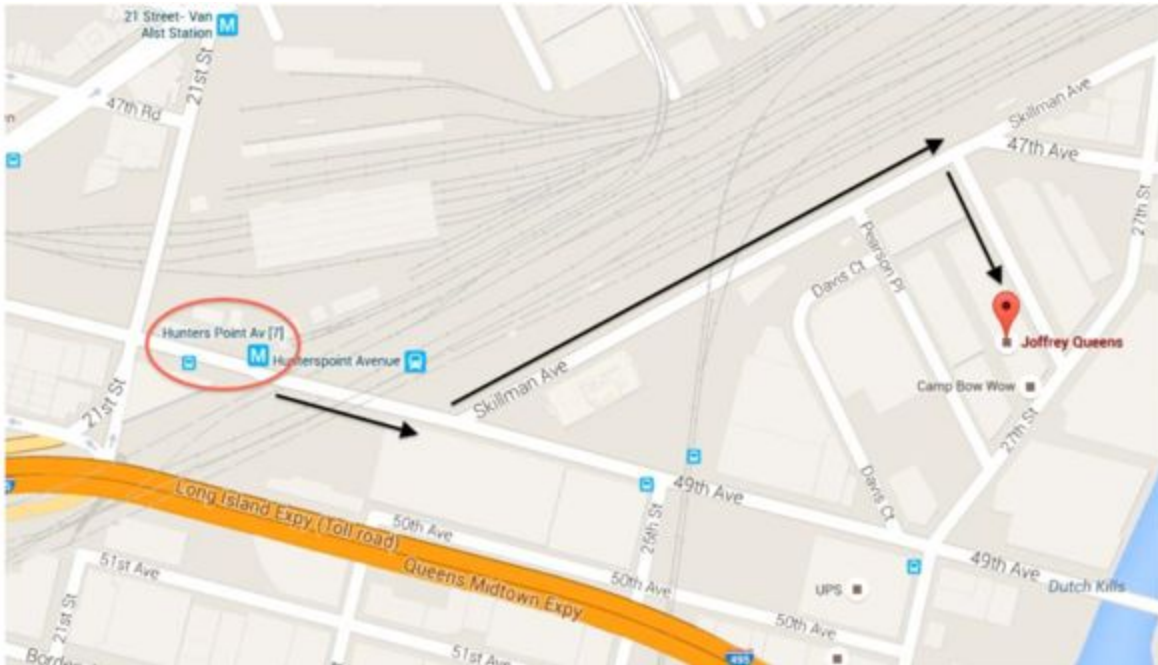 21 Street- Van
Alst Station
M
21st St
47th Rd
Skillman Ave
47th Ave
27th St
Pearson Pl
Davis Ct
Hunters Point Av [7]
M
Hunterspoint Avenue
Joffrey Queens
Skillman Ave
Camp Bow Wow
21st St
27th St
Davis Ct
49th Ave
Long Island Expy (Toll road)
50th Ave
25th St
49th Ave
51st Ave
Queens Midtown Expy
50th Ave
Dutch Kills
UPS
21st St
50th Ave
51st Ave
495